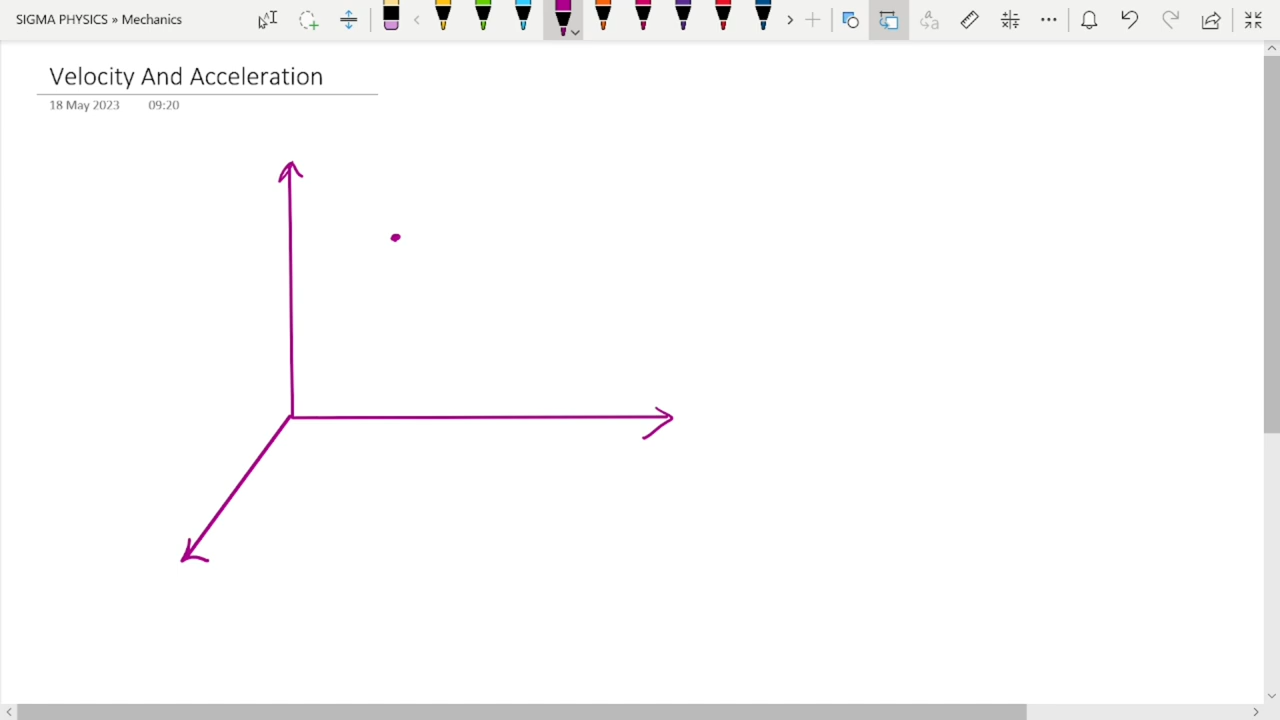 SIGMA PHYSICS » Mechanics
Velocity And Acceleration
18 May 2023 09:20